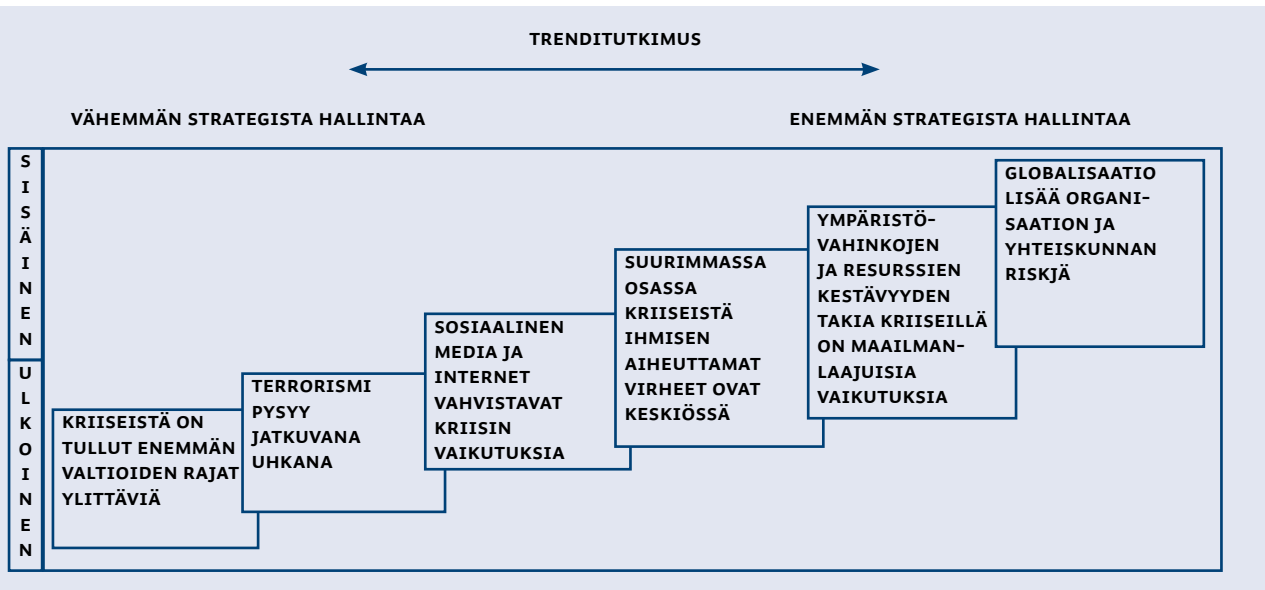 TRENDITUTKIMUS
VÄHEMMÄN STRATEGISTA HALLINTAA
ENEMMÄN STRATEGISTA HALLINTAA
SISÄINEN
ULKOINEN
KRIISEISTÄ ON
TULLUT ENEMMÄN
VALTIOIDEN RAJAT
YLITTÄVIÄ
TERRORISMI
PYSYY
JATKUVANA
UHKANA
SOSIAALINEN
MEDIA JA
INTERNET
VAHVISTAVAT
KRIISIN
VAIKUTUKSIA
SUURIMMASSA
OSASSA
KRIISEISTÄ
IHMISEN
AIHEUTTAMAT
VIRHEET OVAT
KESKIÖSSÄ
YMPÄRISTÖ-
VAHINKOJEN
JA RESURSSIEN
KESTÄVYYDEN
TAKIA KRIISEILLÄ
ON MAAILMAN-
LAAJUISIA
VAIKUTUKSIA
GLOBALISAATIO
LISÄÄ ORGANI-
SAATION JA
YHTEISKUNNAN
RISKJÄ